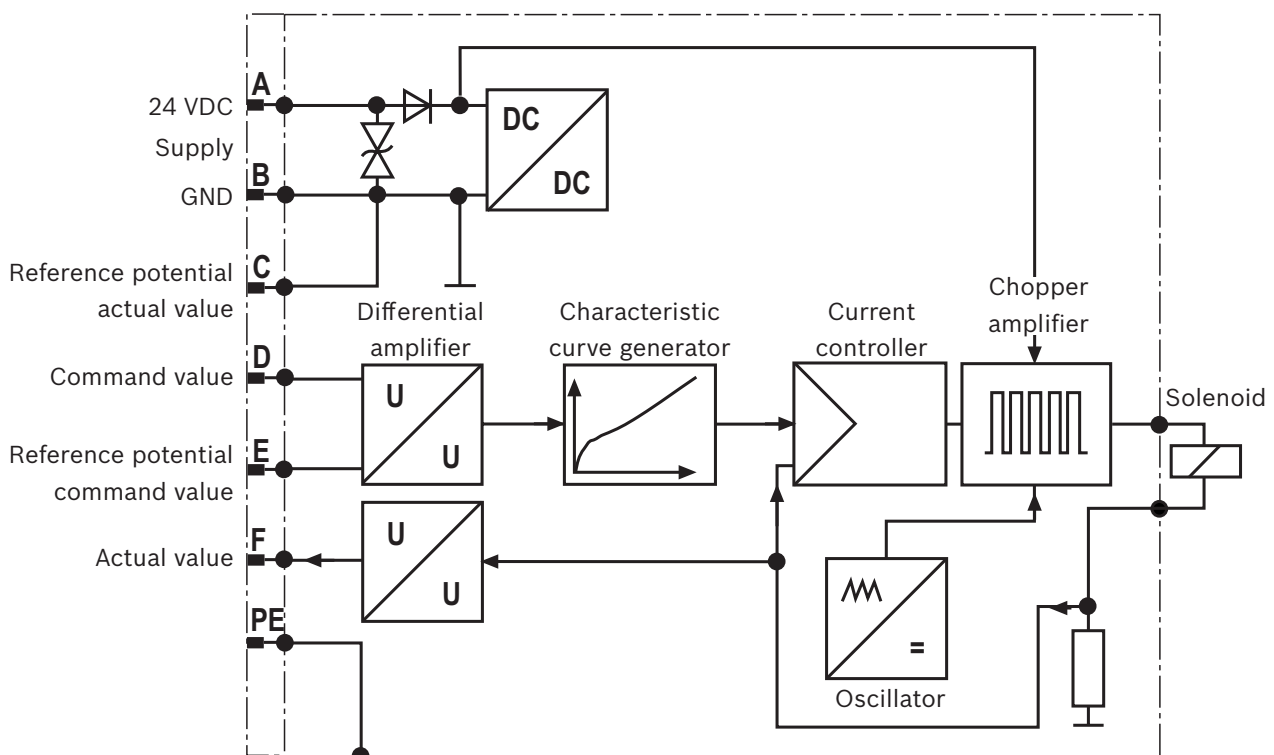 A
24 VDC
Supply
B
GND
DC
DC
C
Reference potential
actual value
Differential
amplifier
Characteristic
curve generator
Current
controller
Chopper
amplifier
D
Command value
U
U
Solenoid
E
Reference potential
command value
F
Actual value
U
U
=
Oscillator
PE